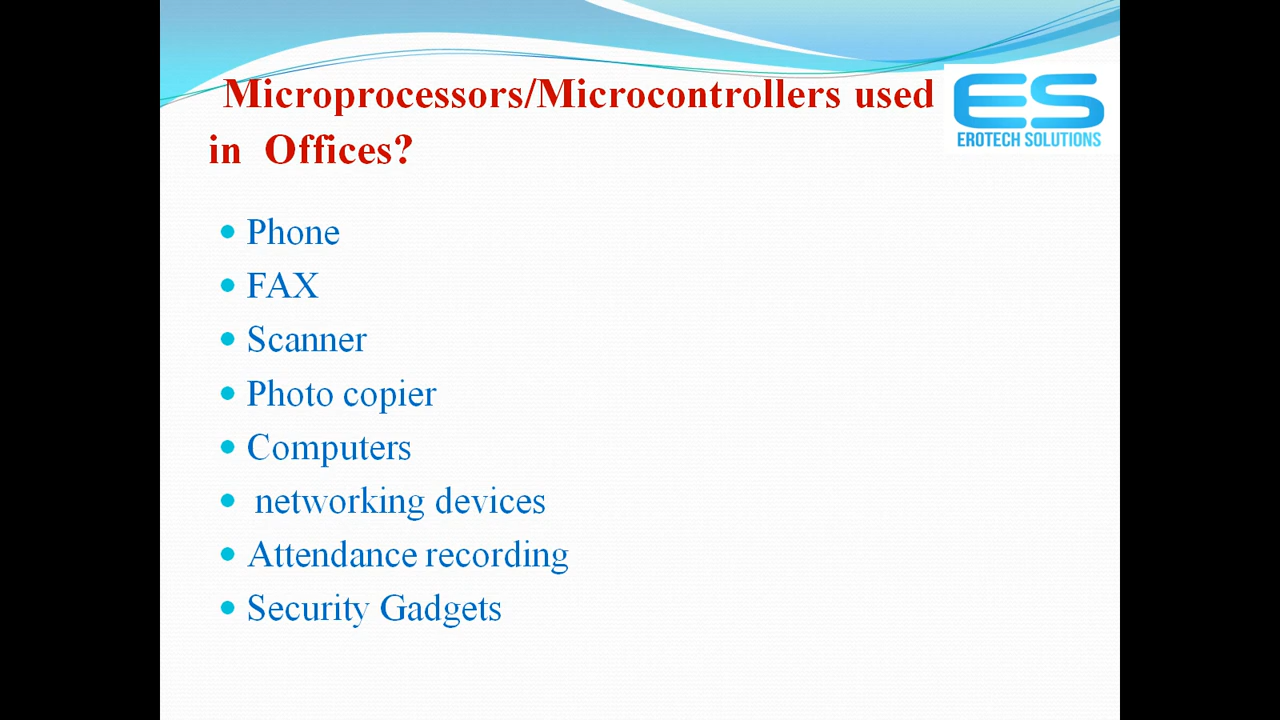 Microprocessors/Microcontrollers used
in Offices?
ES
EROTECH SOLUTIONS
Phone
FAX
Scanner
Photo copier
Computers
networking devices
Attendance recording
Security Gadgets